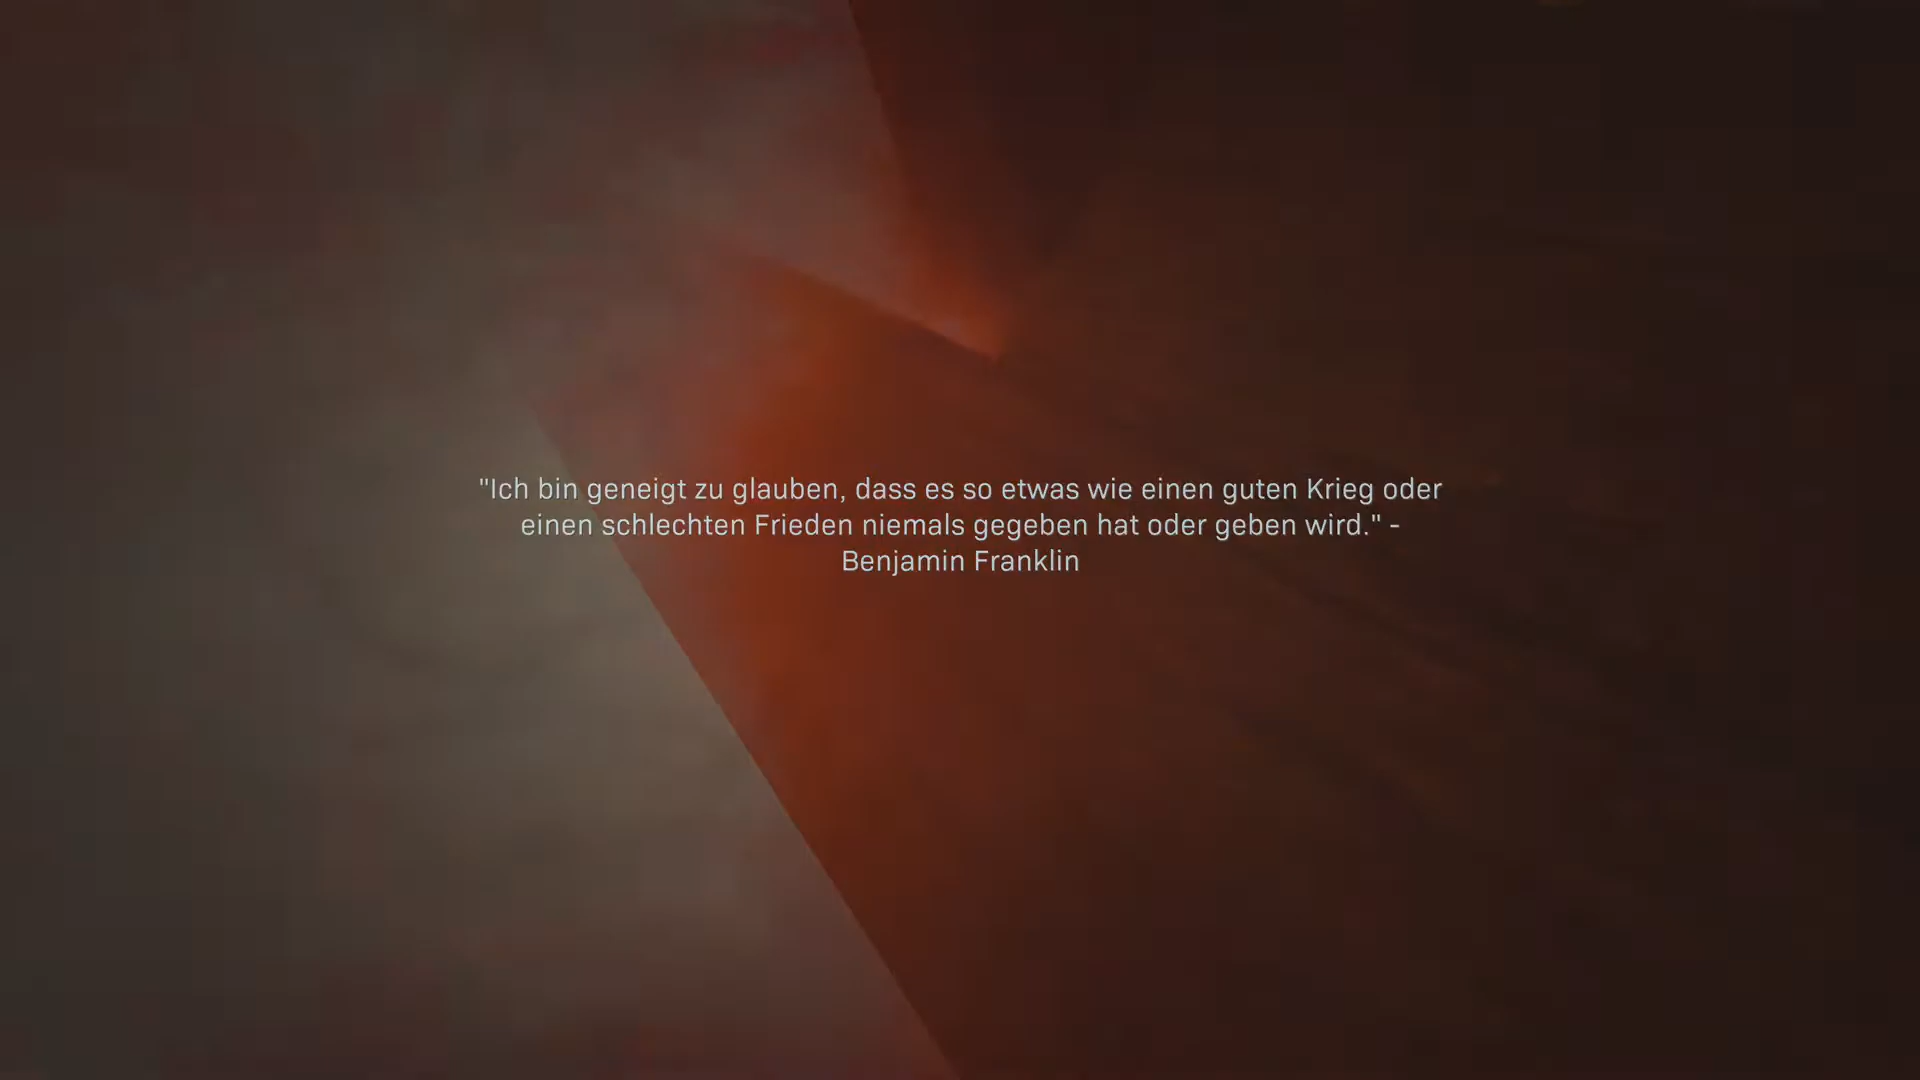 "Ich bin geneigt zu glauben, dass es so etwas wie einen guten Krieg oder
einen schlechten Frieden niemals gegeben hat oder geben wird." -
Benjamin Franklin